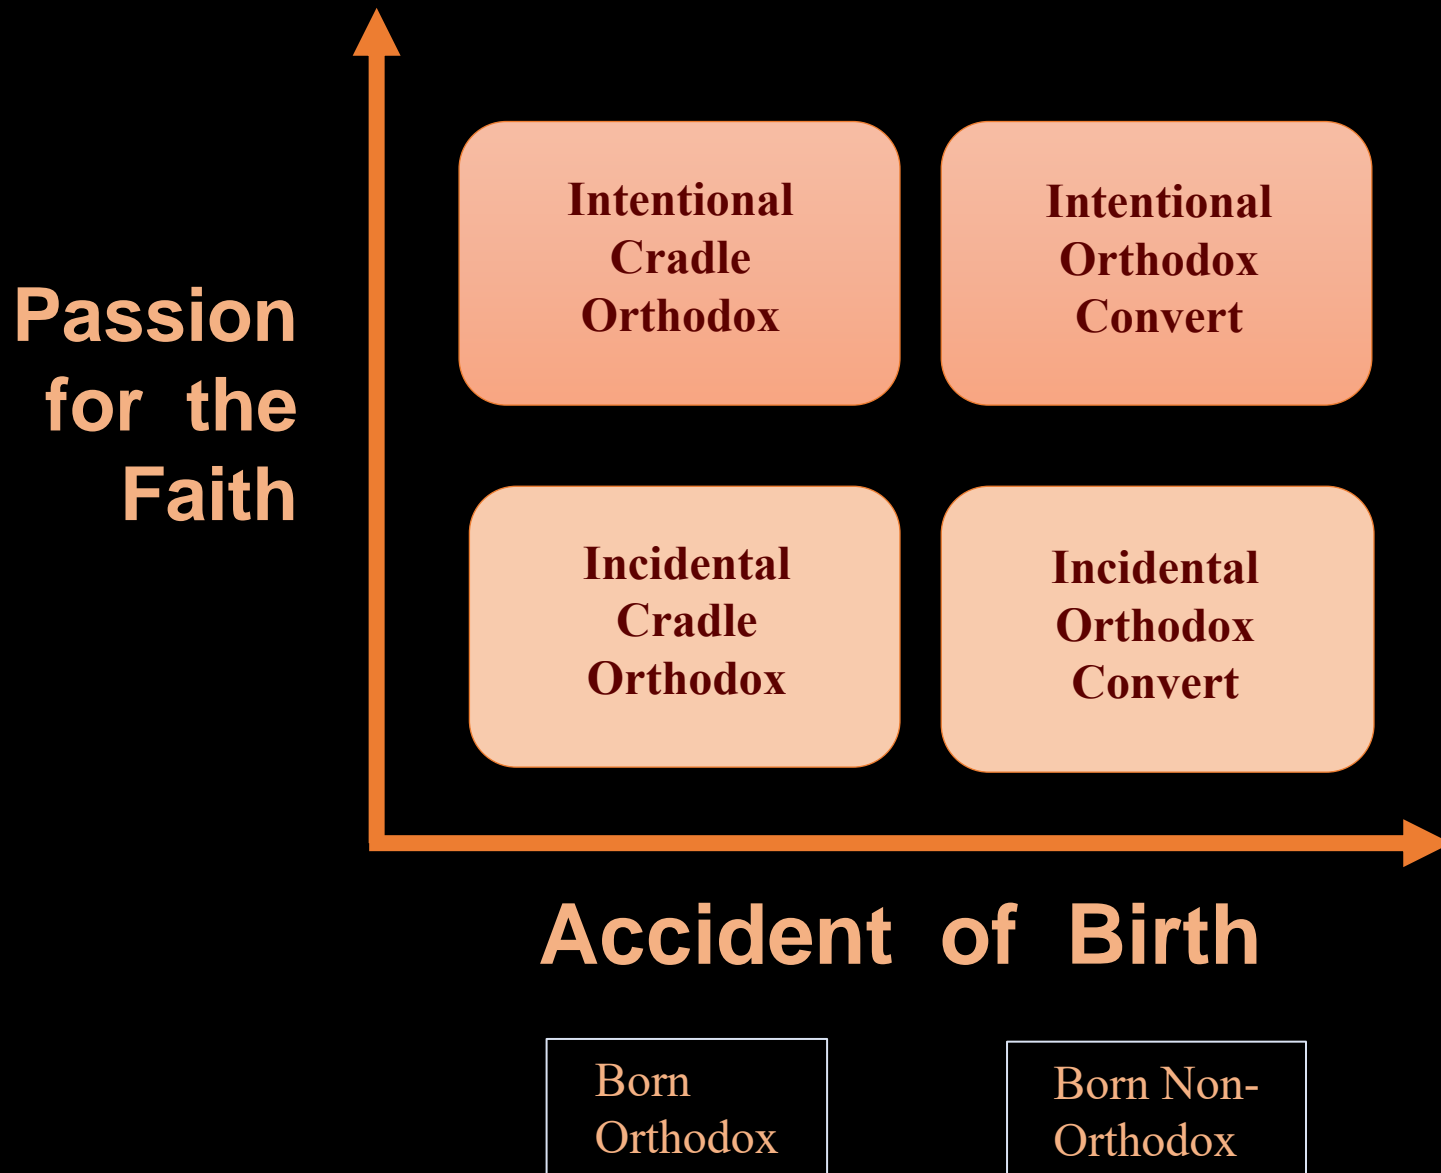 Passion
for the
Faith
Intentional
Cradle
Orthodox
Intentional
Orthodox
Convert
Incidental
Cradle
Orthodox
Incidental
Orthodox
Convert
Accident of Birth
Born
Orthodox
Born Non-
Orthodox